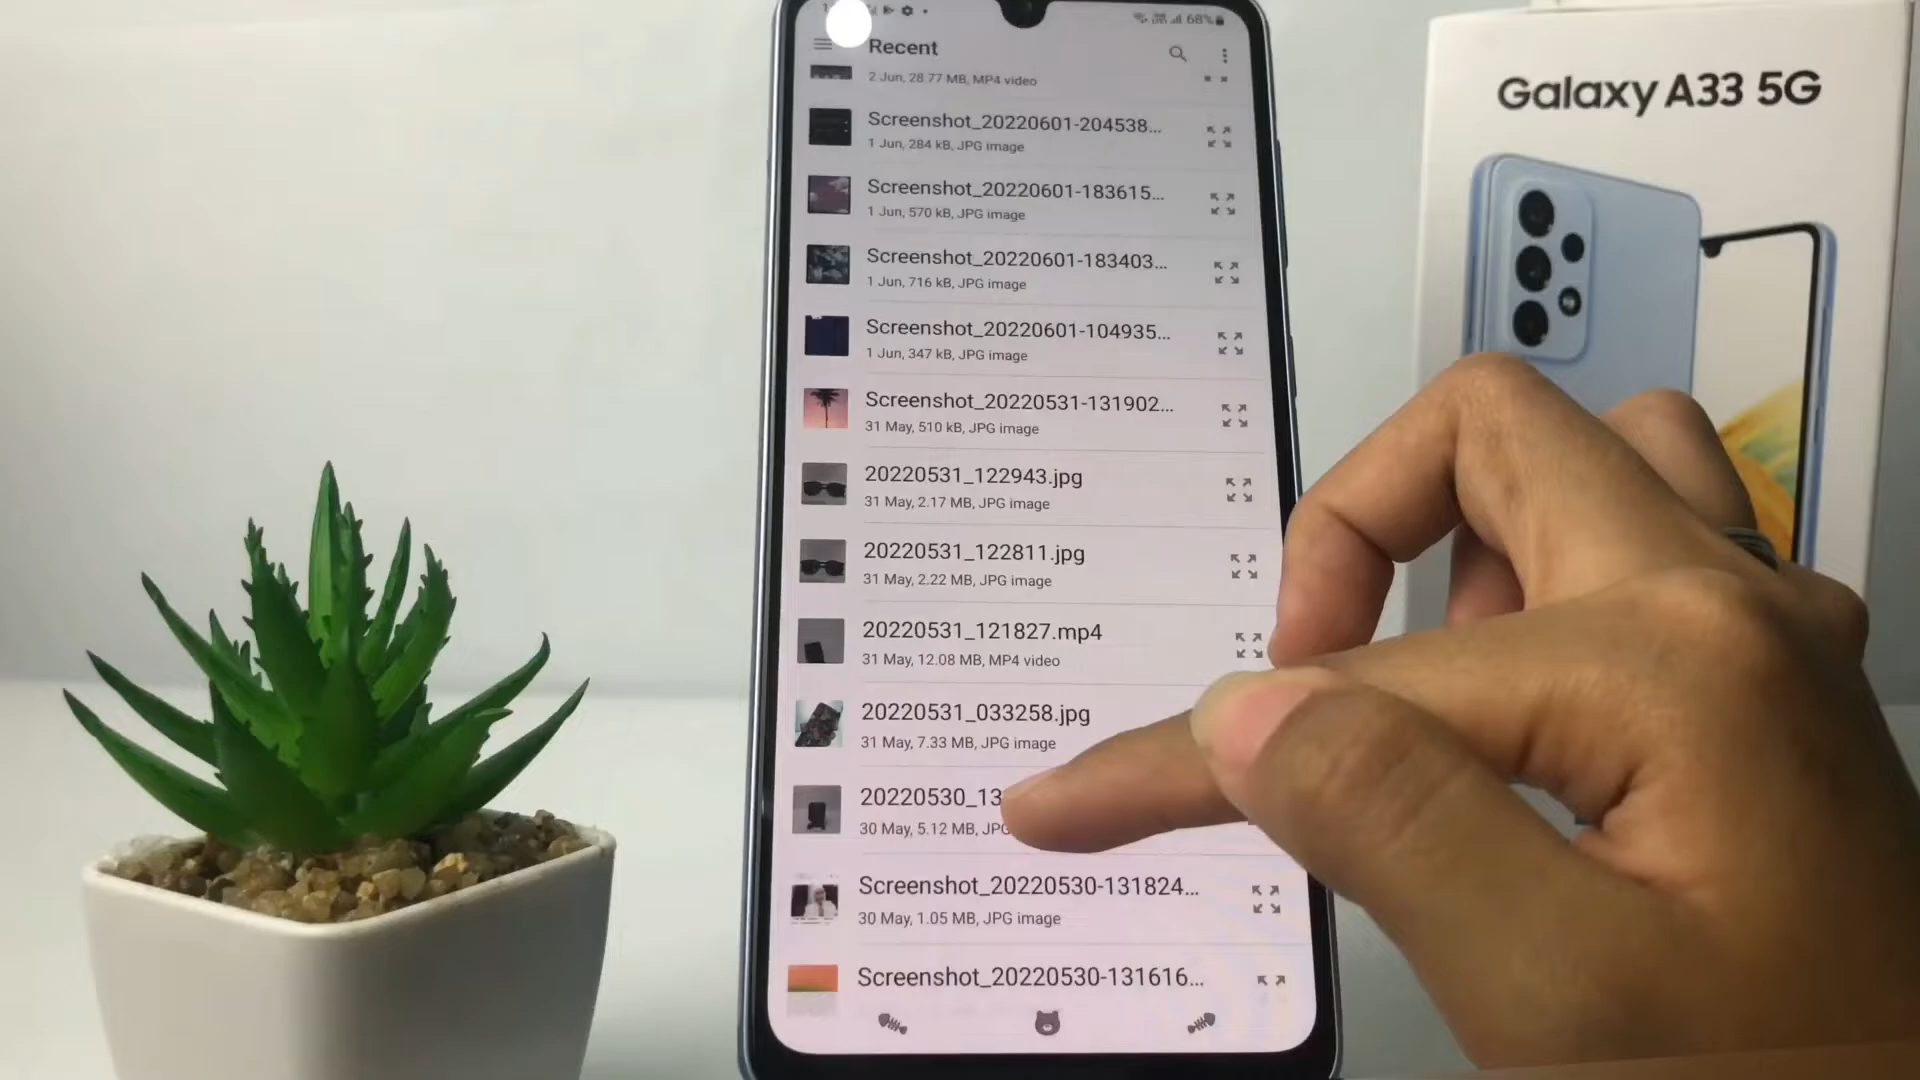 68%
Recent
2 Jun, 28.77 MB, MP4 video
Screenshot_20220601-204538...
1 Jun, 284 kB, JPG image
Screenshot_20220601-183615...
1 Jun, 570 kB, JPG image
Screenshot_20220601-183403...
1 Jun, 716 kB, JPG image
Screenshot_20220601-104935...
1 Jun, 347 kB, JPG image
Screenshot_20220531-131902...
31 May, 510 kB, JPG image
20220531_122943.jpg
31 May, 2.17 MB, JPG image
20220531_122811.jpg
31 May, 2.22 MB, JPG image
20220531_121827.mp4
31 May, 12.08 MB, MP4 video
20220531_033258.jpg
31 May, 7.33 MB, JPG image
20220530_13
30 May, 5.12 MB, JPG
Screenshot_20220530-131824...
30 May, 1.05 MB, JPG image
Screenshot_20220530-131616...
Galaxy A33 5G